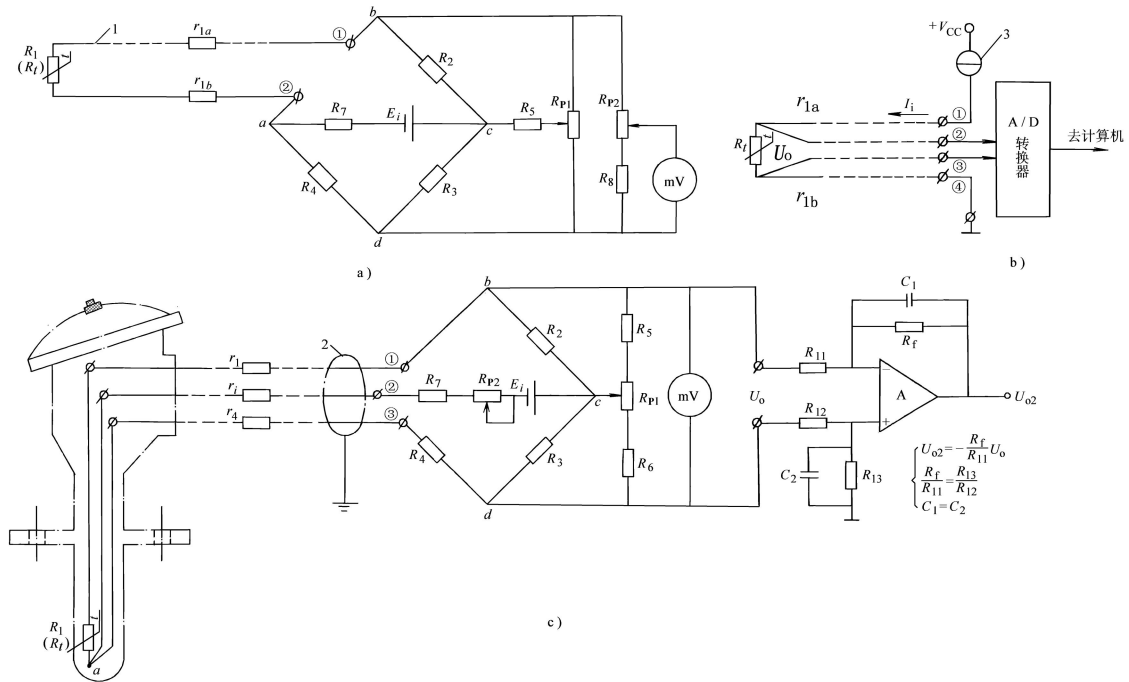 1
r1a
①
b
R1
(Rt)
t
R2
r1b
②
a
R7
Ei
c
R5
RP1
RP2
R4
R3
R8
mV
d
a)
+VCC
3
r1a
Ii
①
A/D
转换器
②
Rt
t
Uo
③
④
去计算机
r1b
b)
b
C1
r1
2
①
R2
R5
Rf
R11
ri
②
R7
RP2
Ei
c
RP1
mV
Uo
−
A
Uo2
r4
③
R4
R3
R6
R12
+
d
C2
R13
Uo2=−Rf/R11 Uo
Rf/R11=R13/R12
C1=C2
R1
(Rt)
t
a
c)